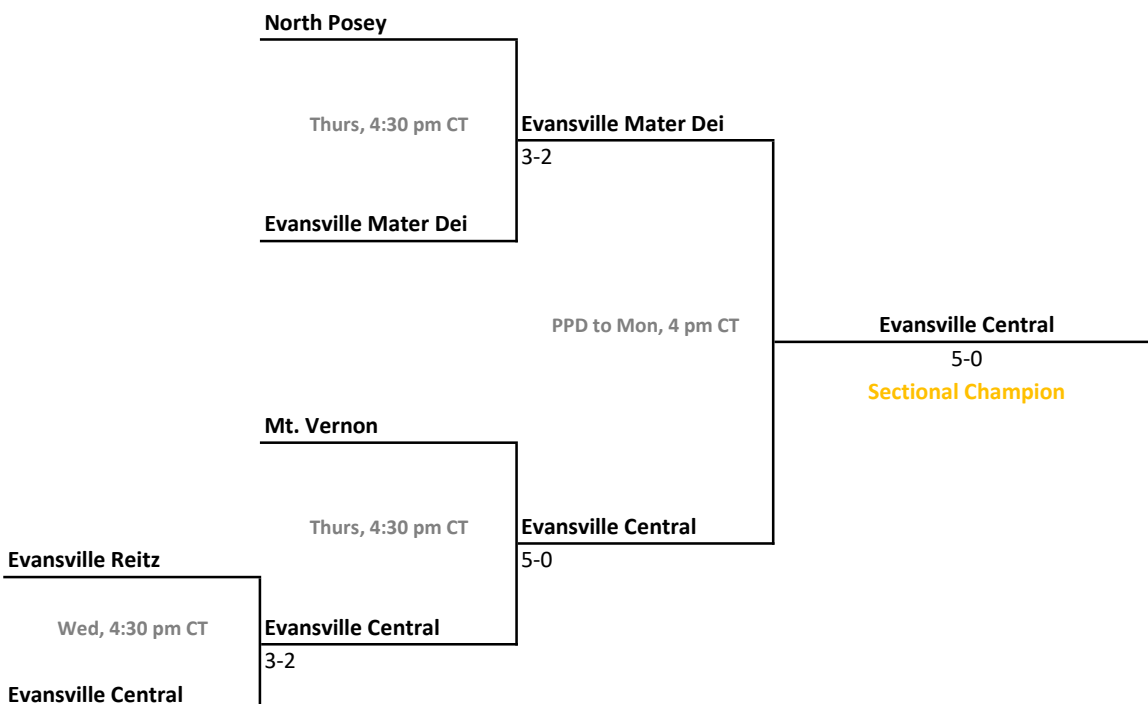 North Posey
Thurs, 4:30 pm CT
Evansville Mater Dei
3-2
Evansville Mater Dei
PPD to Mon, 4 pm CT
Evansville Central
5-0
Sectional Champion
Mt. Vernon
Thurs, 4:30 pm CT
Evansville Central
5-0
Evansville Reitz
Wed, 4:30 pm CT
Evansville Central
3-2
Evansville Central